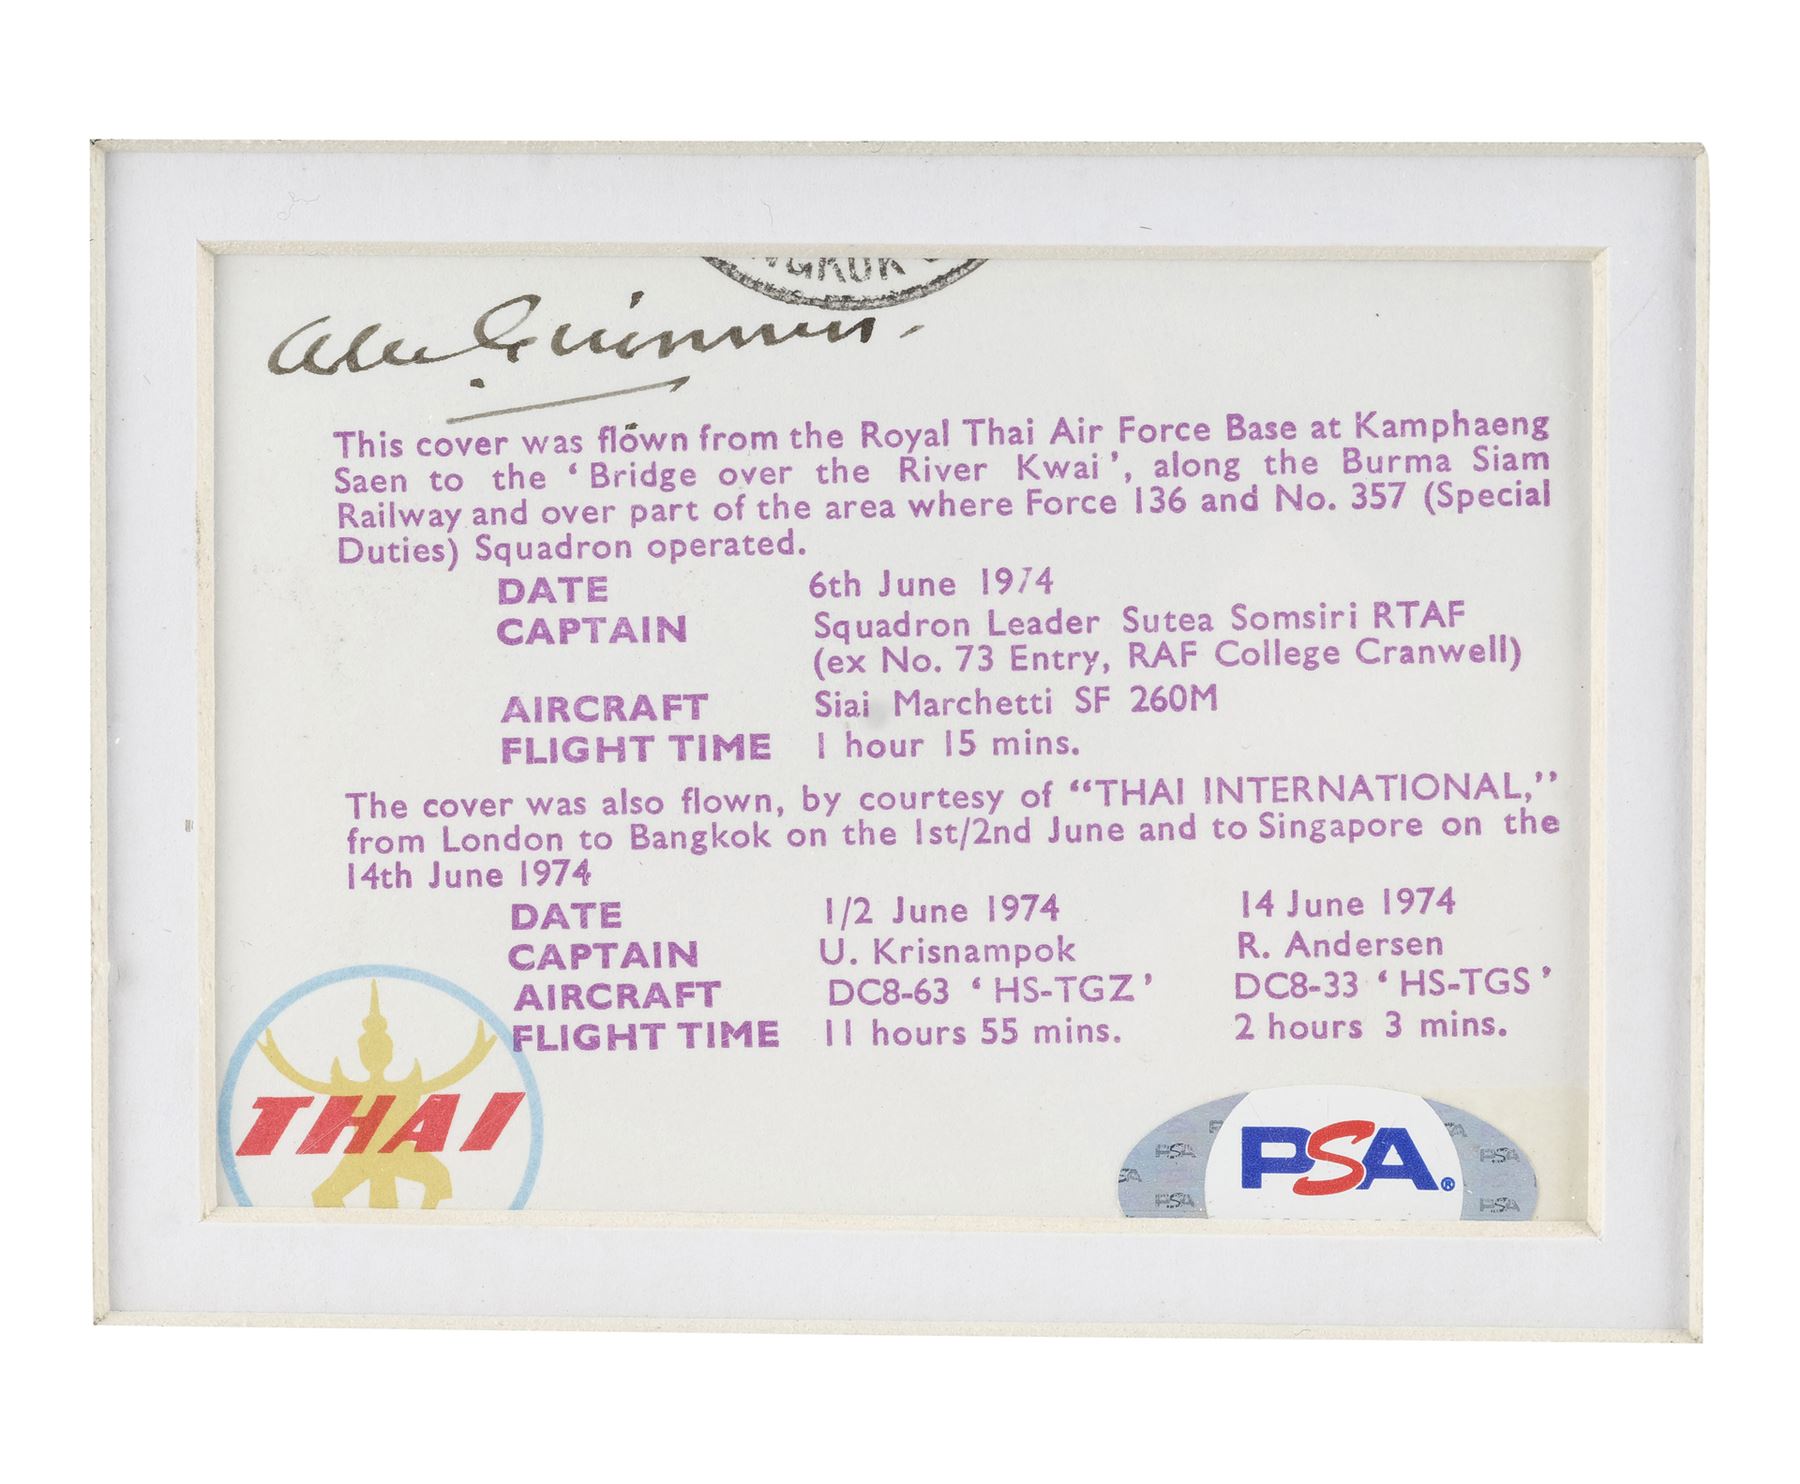 Alec Guinness.
This cover was flown from the Royal Thai Air Force Base at Kamphaeng
Saen to the ‘Bridge over the River Kwai’, along the Burma Siam
Railway and over part of the area where Force 136 and No. 357 (Special
Duties) Squadron operated.
DATE 6th June 1974
CAPTAIN Squadron Leader Sutea Somsiri RTAF
(ex No. 73 Entry, RAF College Cranwell)
AIRCRAFT Siai Marchetti SF 260M
FLIGHT TIME 1 hour 15 mins.
The cover was also flown, by courtesy of “THAI INTERNATIONAL,”
from London to Bangkok on the 1st/2nd June and to Singapore on the
14th June 1974
DATE 1/2 June 1974 14 June 1974
CAPTAIN U. Krisnampok R. Andersen
AIRCRAFT DC8-63 ‘HS-TGZ’ DC8-33 ‘HS-TGS’
FLIGHT TIME 11 hours 55 mins. 2 hours 3 mins.
THAI
PSA®